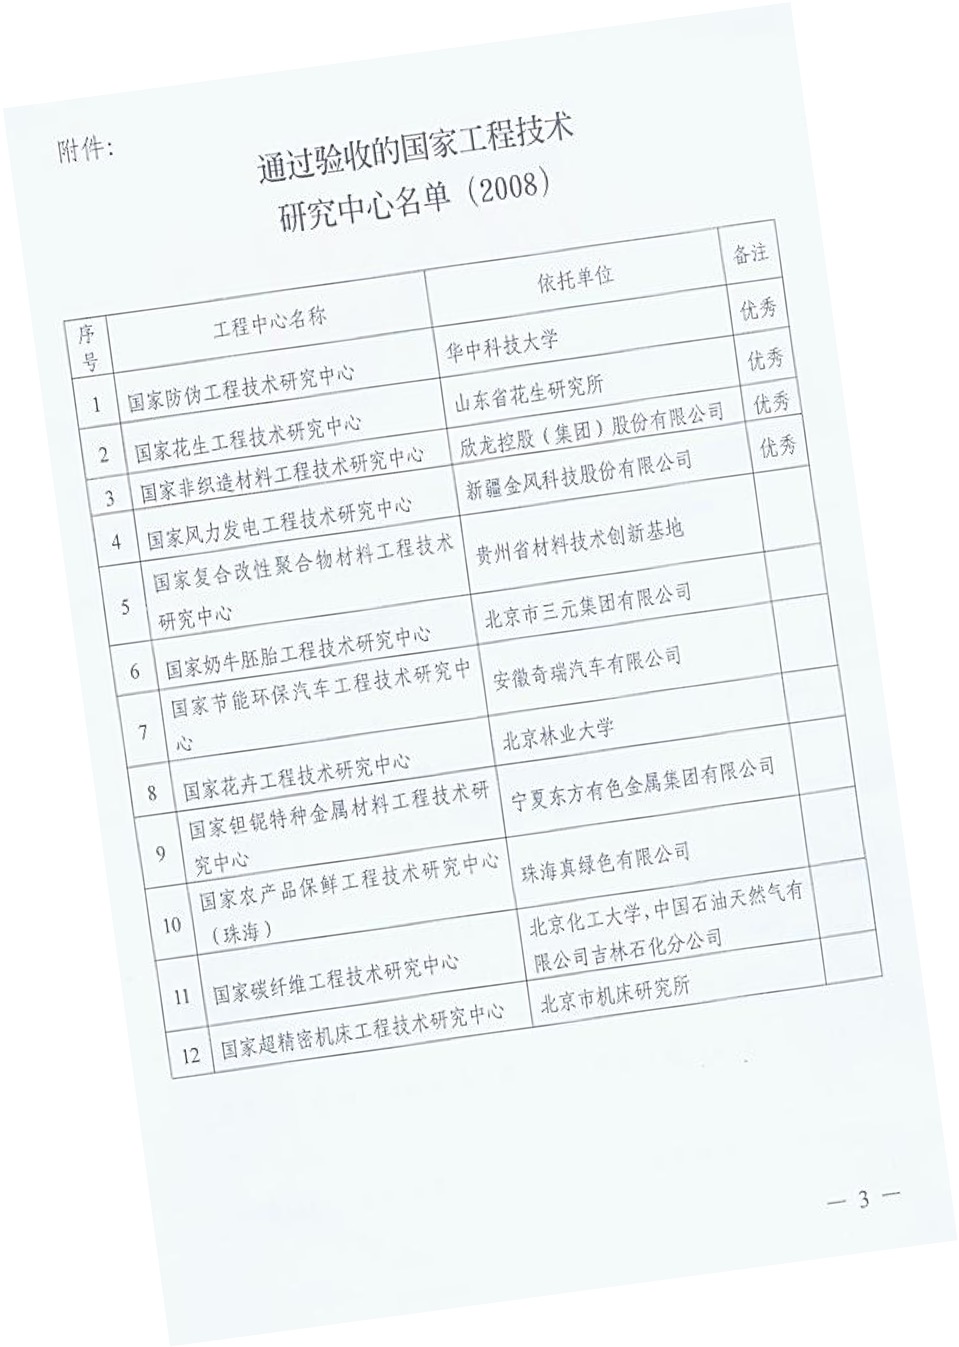 附件：
通过验收的国家工程技术
研究中心名单（2008）
序号 工程中心名称 依托单位 备注
1 国家防伪工程技术研究中心 华中科技大学 优秀
2 国家花生工程技术研究中心 山东省花生研究所 优秀
3 国家非织造材料工程技术研究中心 欣龙控股（集团）股份有限公司 优秀
4 国家风力发电工程技术研究中心 新疆金风科技股份有限公司 优秀
5 国家复合改性聚合物材料工程技术
研究中心 贵州省材料技术创新基地
6 国家奶牛胚胎工程技术研究中心 北京市三元集团有限公司
7 国家节能环保汽车工程技术研究中
心 安徽奇瑞汽车有限公司
8 国家花卉工程技术研究中心 北京林业大学
9 国家钽铌特种金属材料工程技术研
究中心 宁夏东方有色金属集团有限公司
10 国家农产品保鲜工程技术研究中心
（珠海） 珠海真绿色有限公司
11 国家碳纤维工程技术研究中心 北京化工大学，中国石油天然气有
限公司吉林石化分公司
12 国家超精密机床工程技术研究中心 北京市机床研究所
— 3 —